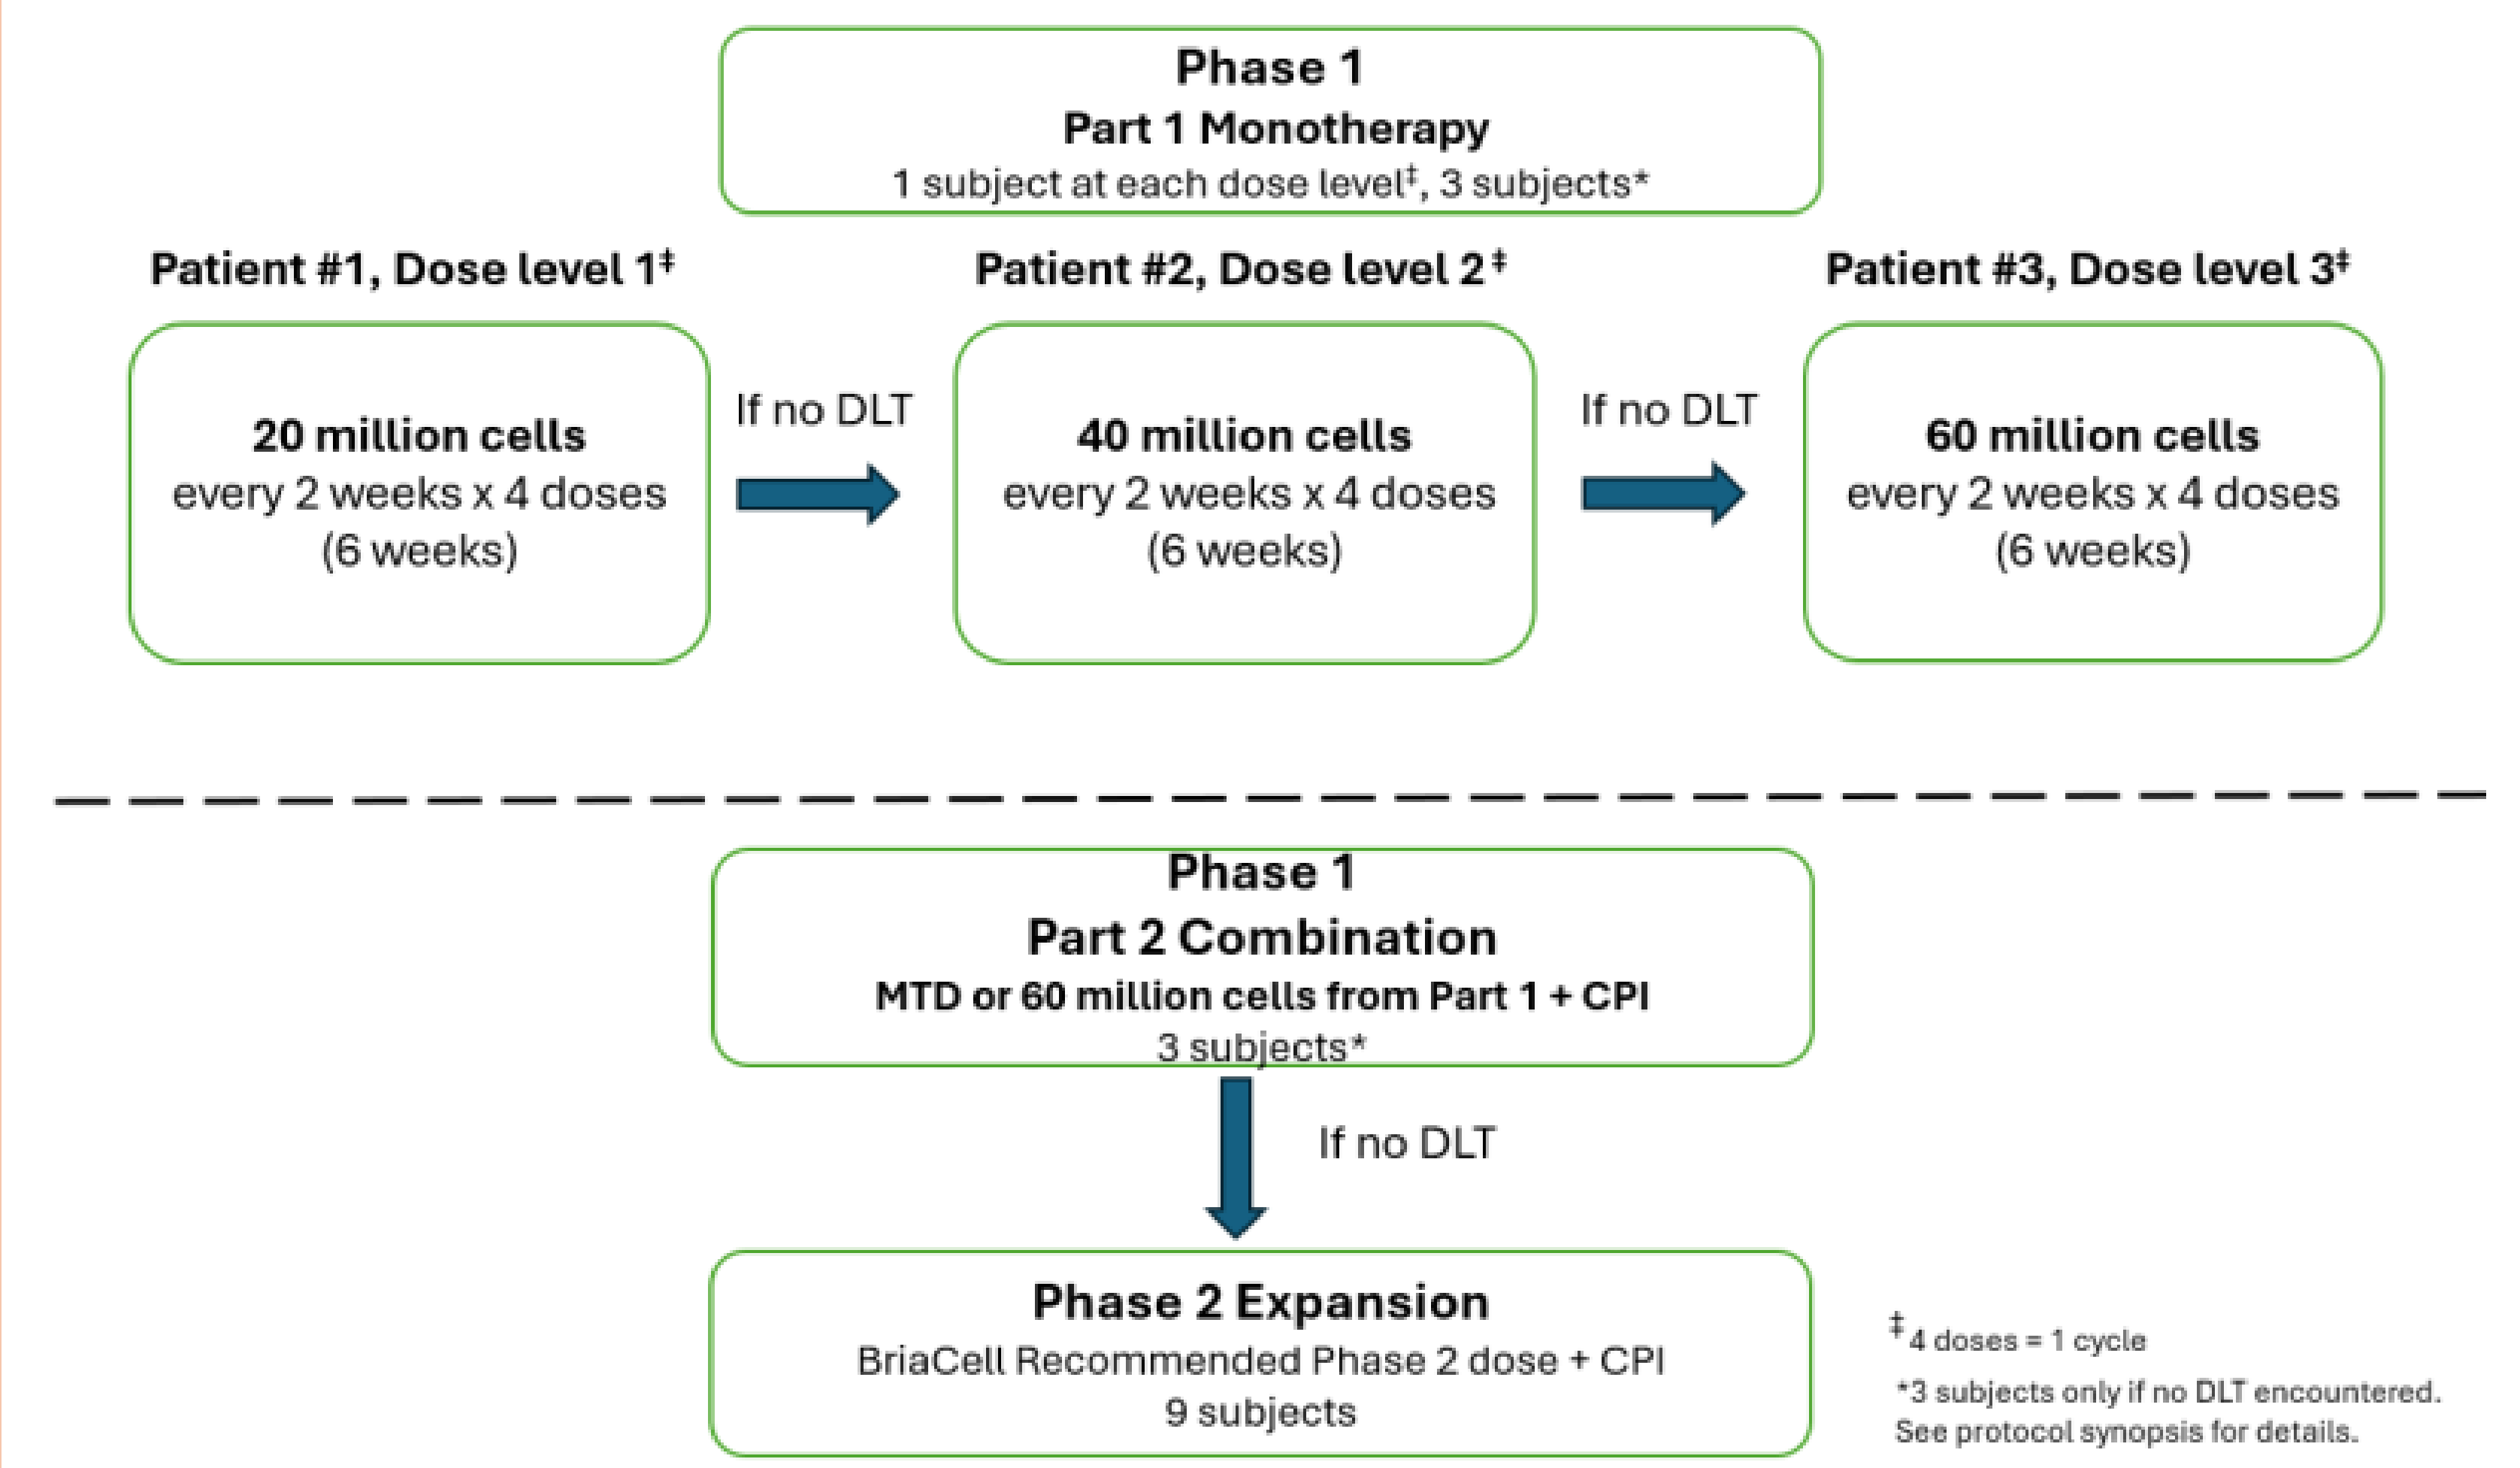 Phase 1
Part 1 Monotherapy
1 subject at each dose level‡, 3 subjects*
Patient #1, Dose level 1‡
20 million cells
every 2 weeks x 4 doses
(6 weeks)
If no DLT
Patient #2, Dose level 2‡
40 million cells
every 2 weeks x 4 doses
(6 weeks)
If no DLT
Patient #3, Dose level 3‡
60 million cells
every 2 weeks x 4 doses
(6 weeks)
Phase 1
Part 2 Combination
MTD or 60 million cells from Part 1 + CPI
3 subjects*
If no DLT
Phase 2 Expansion
BriaCell Recommended Phase 2 dose + CPI
9 subjects
‡ 4 doses = 1 cycle
*3 subjects only if no DLT encountered.
See protocol synopsis for details.